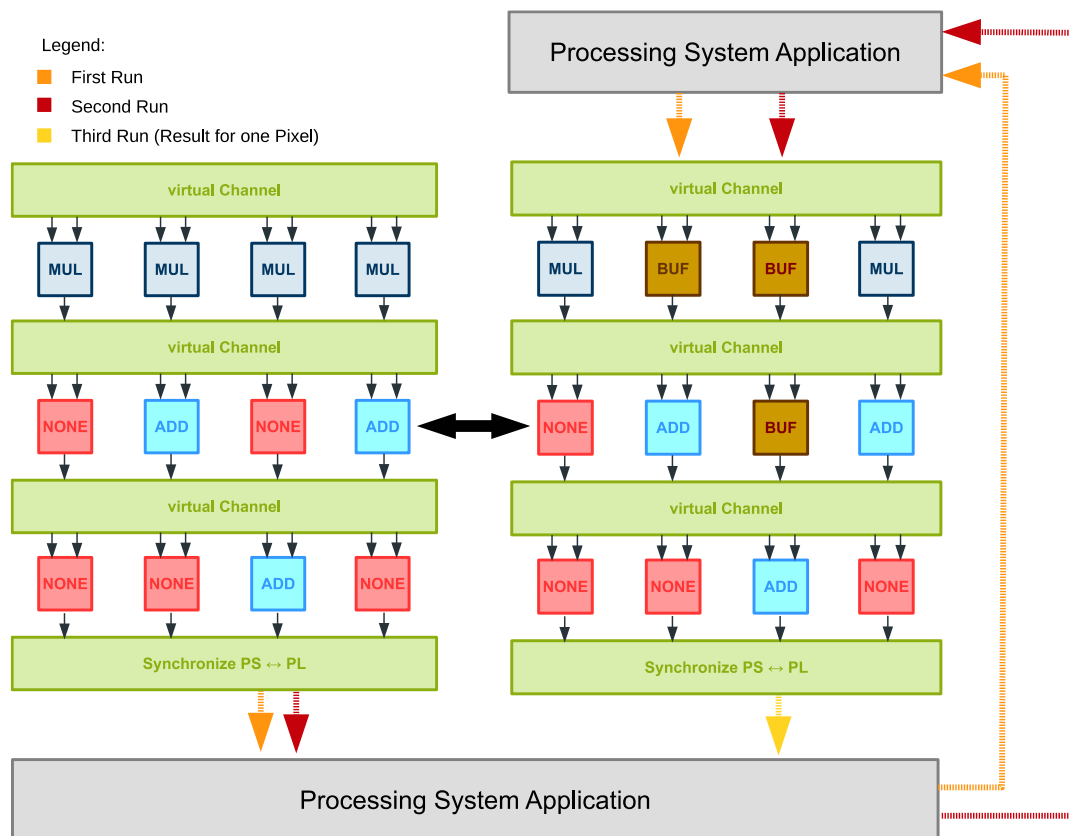 Legend:
First Run
Second Run
Third Run (Result for one Pixel)
Processing System Application
virtual Channel
MUL MUL MUL MUL
virtual Channel
NONE ADD NONE ADD
virtual Channel
NONE NONE ADD NONE
Synchronize PS ↔ PL
virtual Channel
MUL BUF BUF MUL
virtual Channel
NONE ADD BUF ADD
virtual Channel
NONE NONE ADD NONE
Synchronize PS ↔ PL
Processing System Application